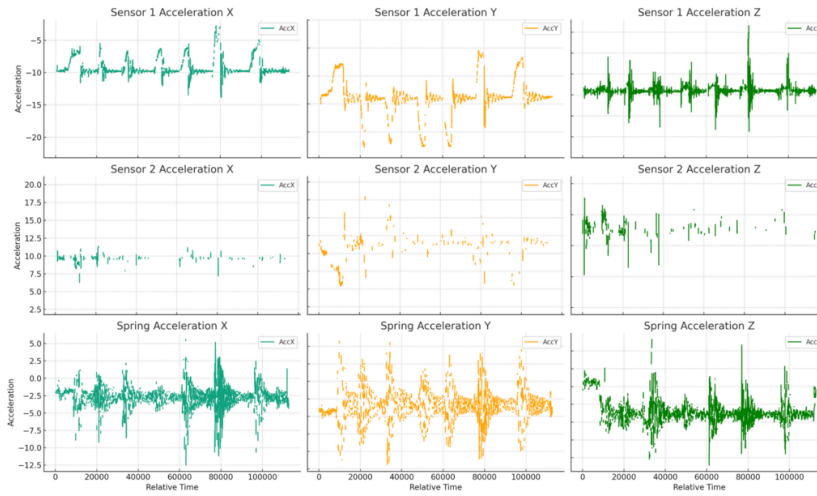 Sensor 1 Acceleration X
Sensor 1 Acceleration Y
Sensor 1 Acceleration Z
AccX
AccY
Acc
Acceleration
−5
−10
−15
−20
Sensor 2 Acceleration X
Sensor 2 Acceleration Y
Sensor 2 Acceleration Z
AccX
AccY
Acc
Acceleration
20.0
17.5
15.0
12.5
10.0
7.5
5.0
2.5
Spring Acceleration X
Spring Acceleration Y
Spring Acceleration Z
AccX
AccY
Acc
Acceleration
5.0
2.5
0.0
−2.5
−5.0
−7.5
−10.0
−12.5
0 20000 40000 60000 80000 100000
0 20000 40000 60000 80000 100000
0 20000 40000 60000 80000 100000
Relative Time
Relative Time
Relative Time